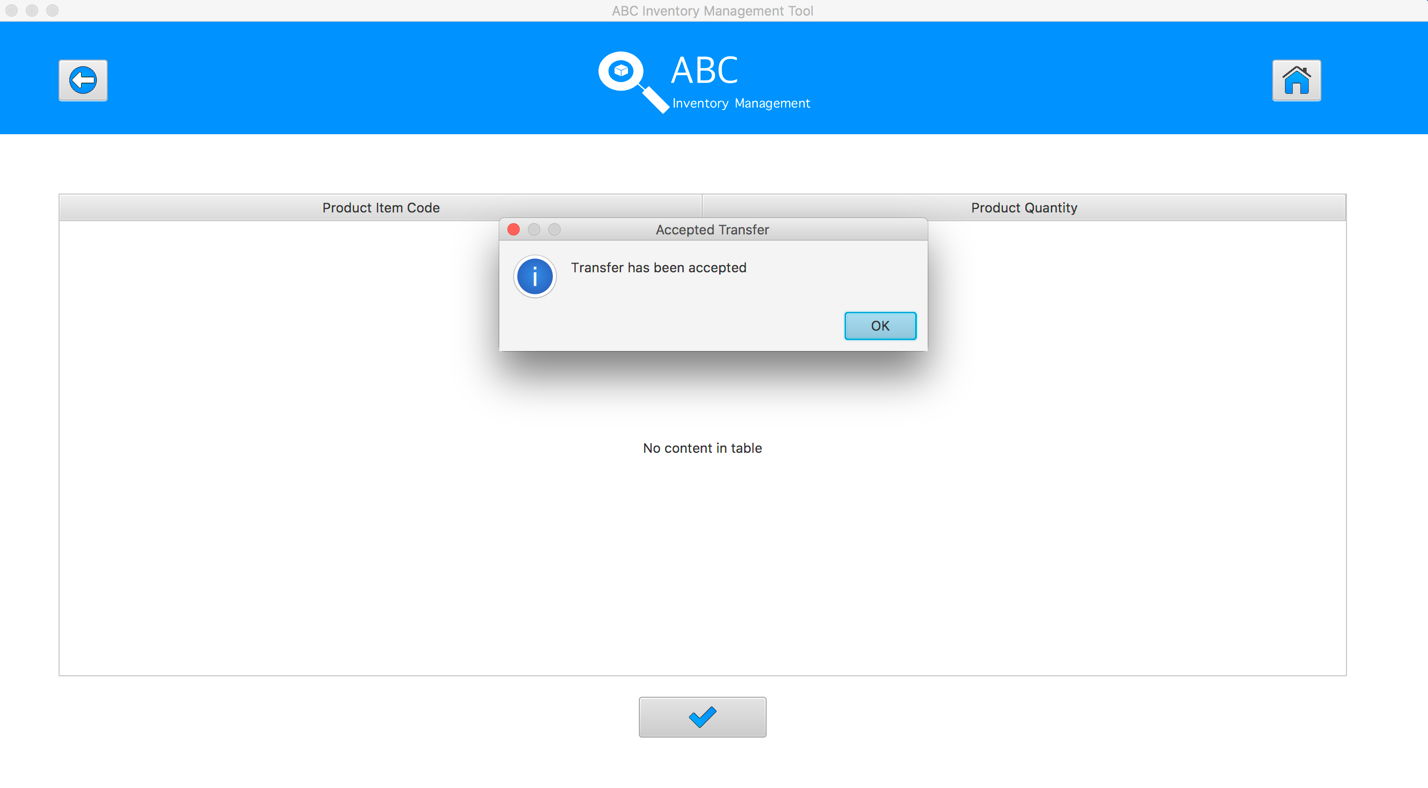 ABC Inventory Management Tool
ABC
Inventory Management
Product Item Code
Product Quantity
Accepted Transfer
i
Transfer has been accepted
OK
No content in table